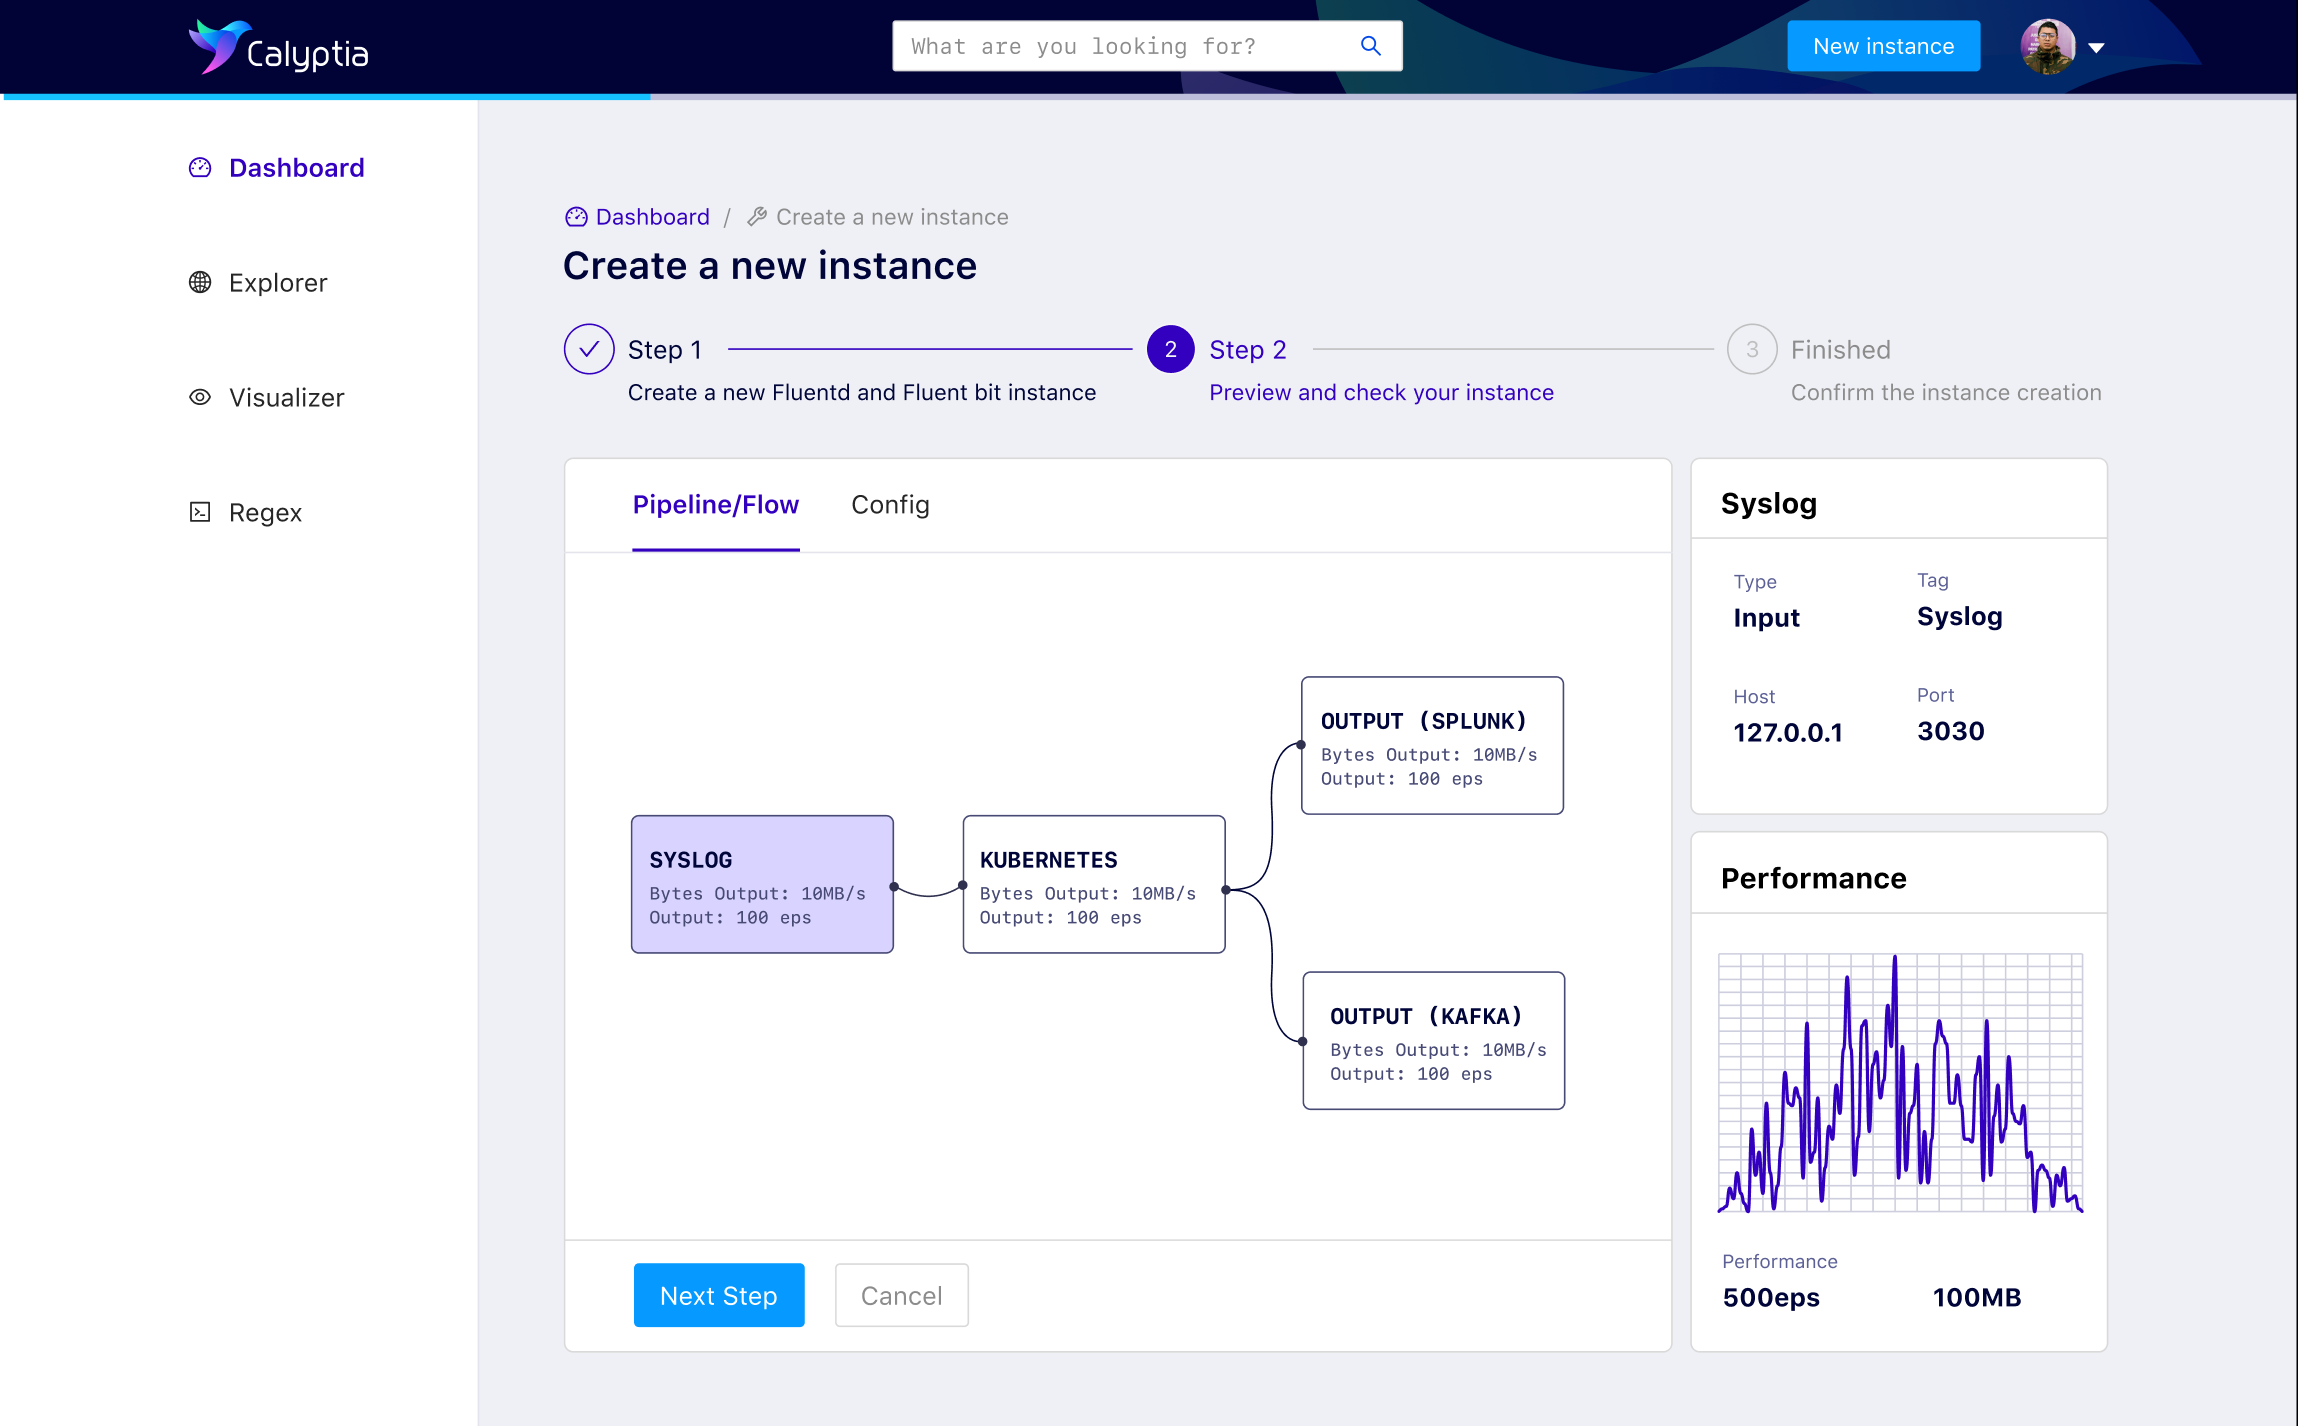 Calyptia
What are you looking for?
New instance
Dashboard
Explorer
Visualizer
Regex
Dashboard / Create a new instance
Create a new instance
Step 1
Create a new Fluentd and Fluent bit instance
2 Step 2
Preview and check your instance
3 Finished
Confirm the instance creation
Pipeline/Flow Config
SYSLOG
Bytes Output: 10MB/s
Output: 100 eps
KUBERNETES
Bytes Output: 10MB/s
Output: 100 eps
OUTPUT (SPLUNK)
Bytes Output: 10MB/s
Output: 100 eps
OUTPUT (KAFKA)
Bytes Output: 10MB/s
Output: 100 eps
Next Step
Cancel
Syslog
Type Tag
Input Syslog
Host Port
127.0.0.1 3030
Performance
Performance
500eps 100MB